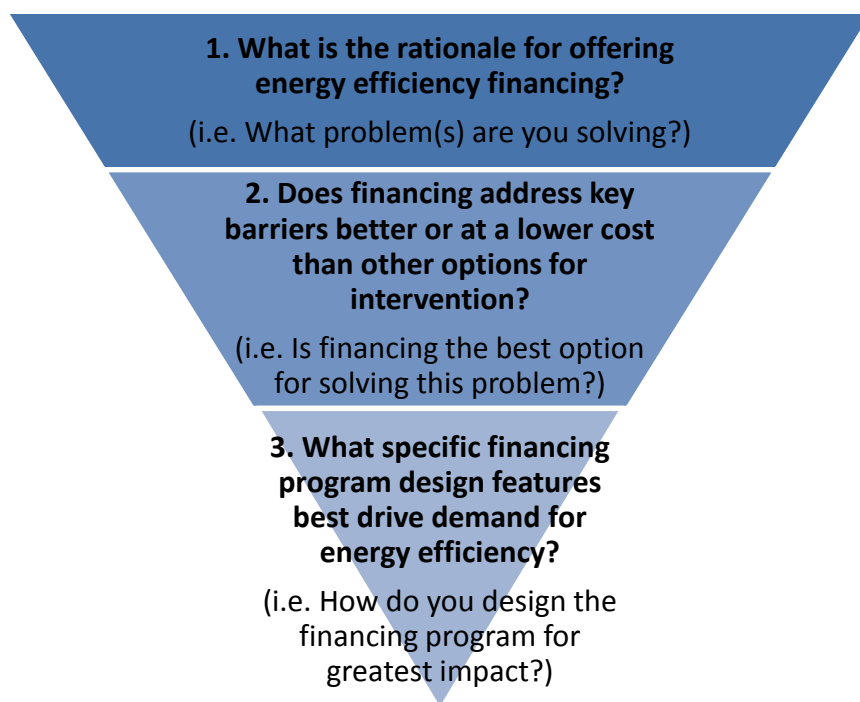 1. What is the rationale for offering
energy efficiency financing?
(i.e. What problem(s) are you solving?)
2. Does financing address key
barriers better or at a lower cost
than other options for
intervention?
(i.e. Is financing the best option
for solving this problem?)
3. What specific financing
program design features
best drive demand for
energy efficiency?
(i.e. How do you design the
financing program for
greatest impact?)